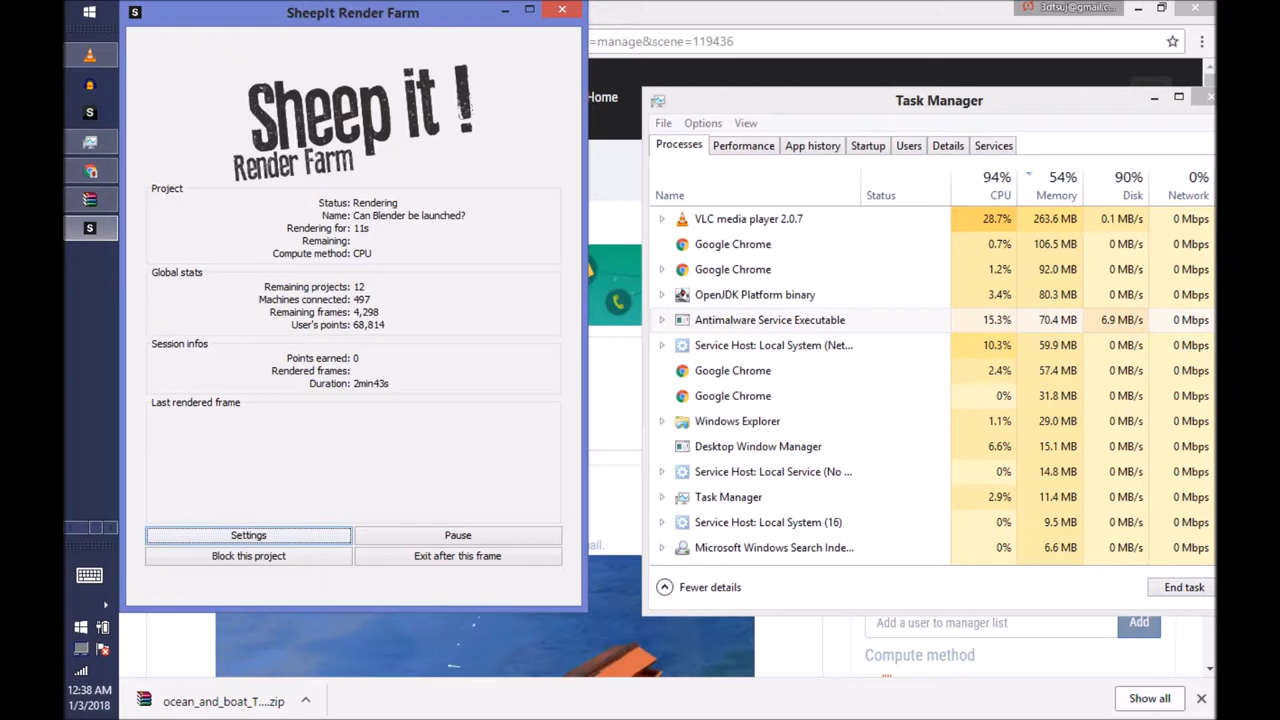 SheepIt Render Farm
Sheep it !
Render Farm
Project
Status: Rendering
Name: Can Blender be launched?
Rendering for: 11s
Remaining:
Compute method: CPU
Global stats
Remaining projects: 12
Machines connected: 497
Remaining frames: 4,298
User's points: 68,814
Session infos
Points earned: 0
Rendered frames:
Duration: 2min43s
Last rendered frame
Settings Pause
Block this project Exit after this frame
3dtsuj@gmail.c...
=manage&scene=119436
Home
Task Manager
File Options View
Processes Performance App history Startup Users Details Services
94% 54% 90% 0%
Name Status CPU Memory Disk Network
VLC media player 2.0.7 28.7% 263.6 MB 0.1 MB/s 0 Mbps
Google Chrome 0.7% 106.5 MB 0 MB/s 0 Mbps
Google Chrome 1.2% 92.0 MB 0 MB/s 0 Mbps
OpenJDK Platform binary 3.4% 80.3 MB 0 MB/s 0 Mbps
Antimalware Service Executable 15.3% 70.4 MB 6.9 MB/s 0 Mbps
Service Host: Local System (Net... 10.3% 59.9 MB 0 MB/s 0 Mbps
Google Chrome 2.4% 57.4 MB 0 MB/s 0 Mbps
Google Chrome 0% 31.8 MB 0 MB/s 0 Mbps
Windows Explorer 1.1% 29.0 MB 0 MB/s 0 Mbps
Desktop Window Manager 6.6% 15.1 MB 0 MB/s 0 Mbps
Service Host: Local Service (No ... 0% 14.8 MB 0 MB/s 0 Mbps
Task Manager 2.9% 11.4 MB 0 MB/s 0 Mbps
Service Host: Local System (16) 0% 9.5 MB 0 MB/s 0 Mbps
Microsoft Windows Search Inde... 0% 6.6 MB 0 MB/s 0 Mbps
Fewer details End task
ail.
Add a user to manager list Add
Compute method
12:38 AM
1/3/2018
ocean_and_boat_T....zip
Show all